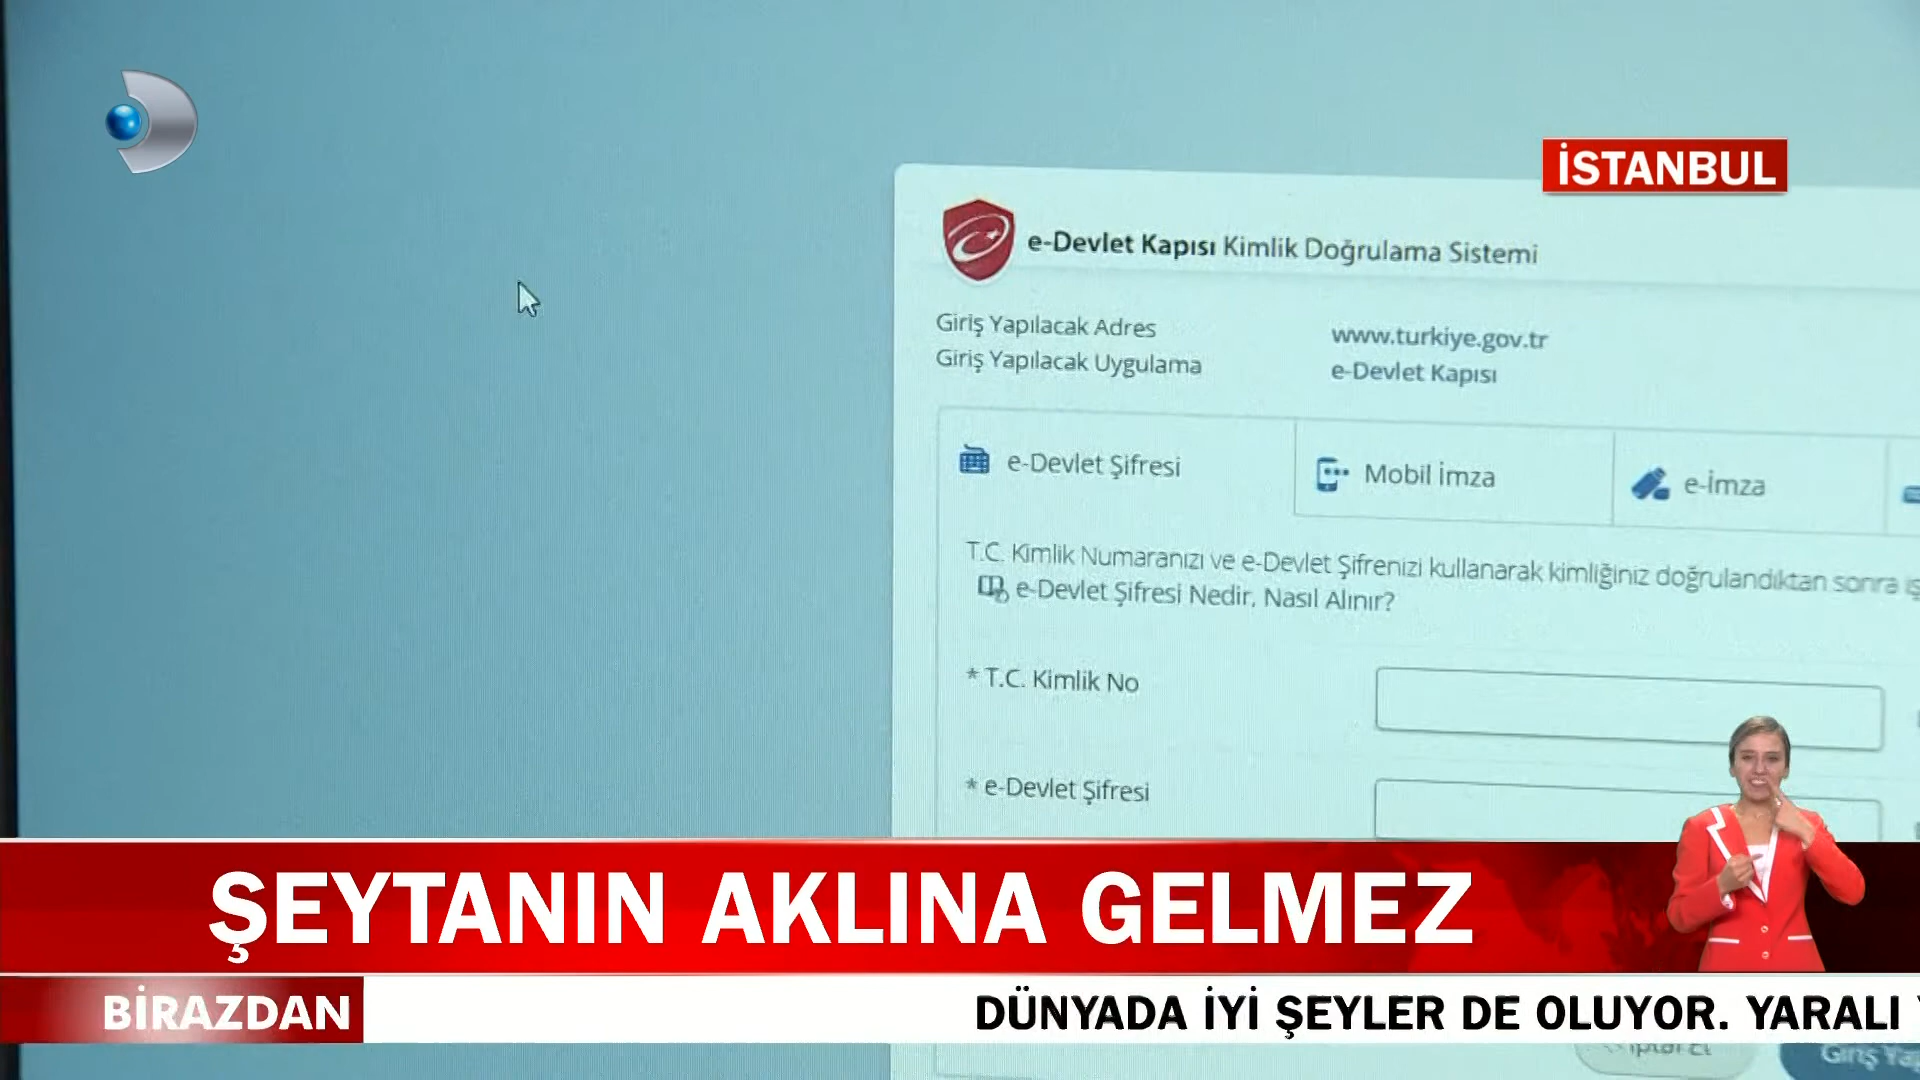 İSTANBUL
e-Devlet Kapısı Kimlik Doğrulama Sistemi
Giriş Yapılacak Adres www.turkiye.gov.tr
Giriş Yapılacak Uygulama e-Devlet Kapısı
e-Devlet Şifresi Mobil İmza e-İmza
T.C. Kimlik Numaranızı ve e-Devlet Şifrenizi kullanarak kimliğiniz doğrulandıktan sonra
e-Devlet Şifresi Nedir, Nasıl Alınır?
* T.C. Kimlik No
* e-Devlet Şifresi
ŞEYTANIN AKLINA GELMEZ
BİRAZDAN DÜNYADA İYİ ŞEYLER DE OLUYOR. YARALI
Giriş